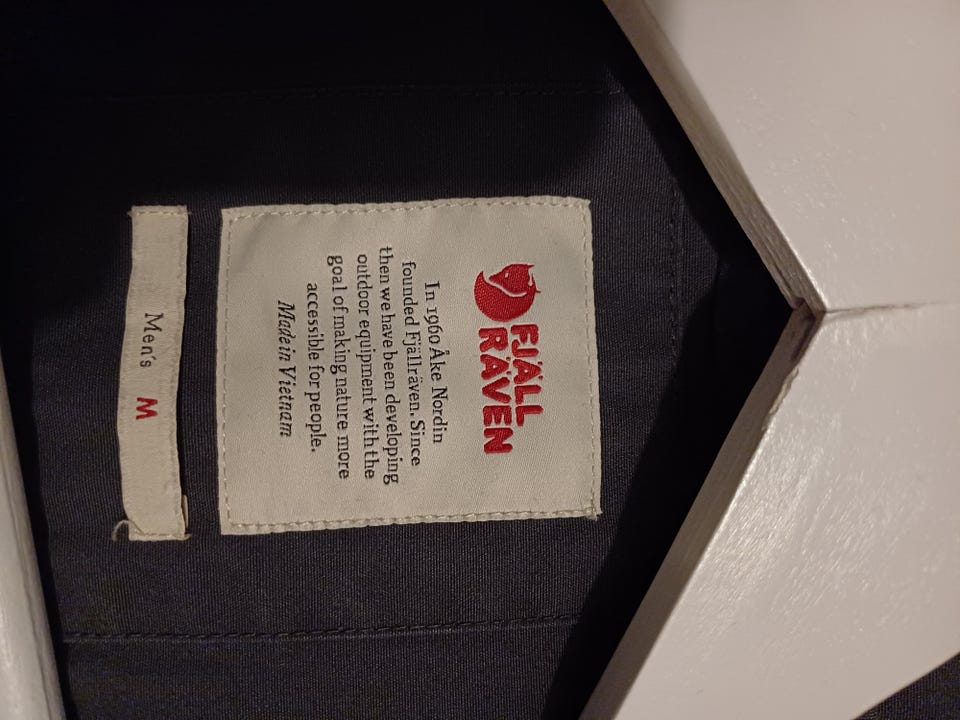 FJÄLL
RÄVEN
In 1960 Åke Nordin
founded Fjällräven. Since
then we have been developing
outdoor equipment with the
goal of making nature more
accessible for people.
Made in Vietnam
Men's M